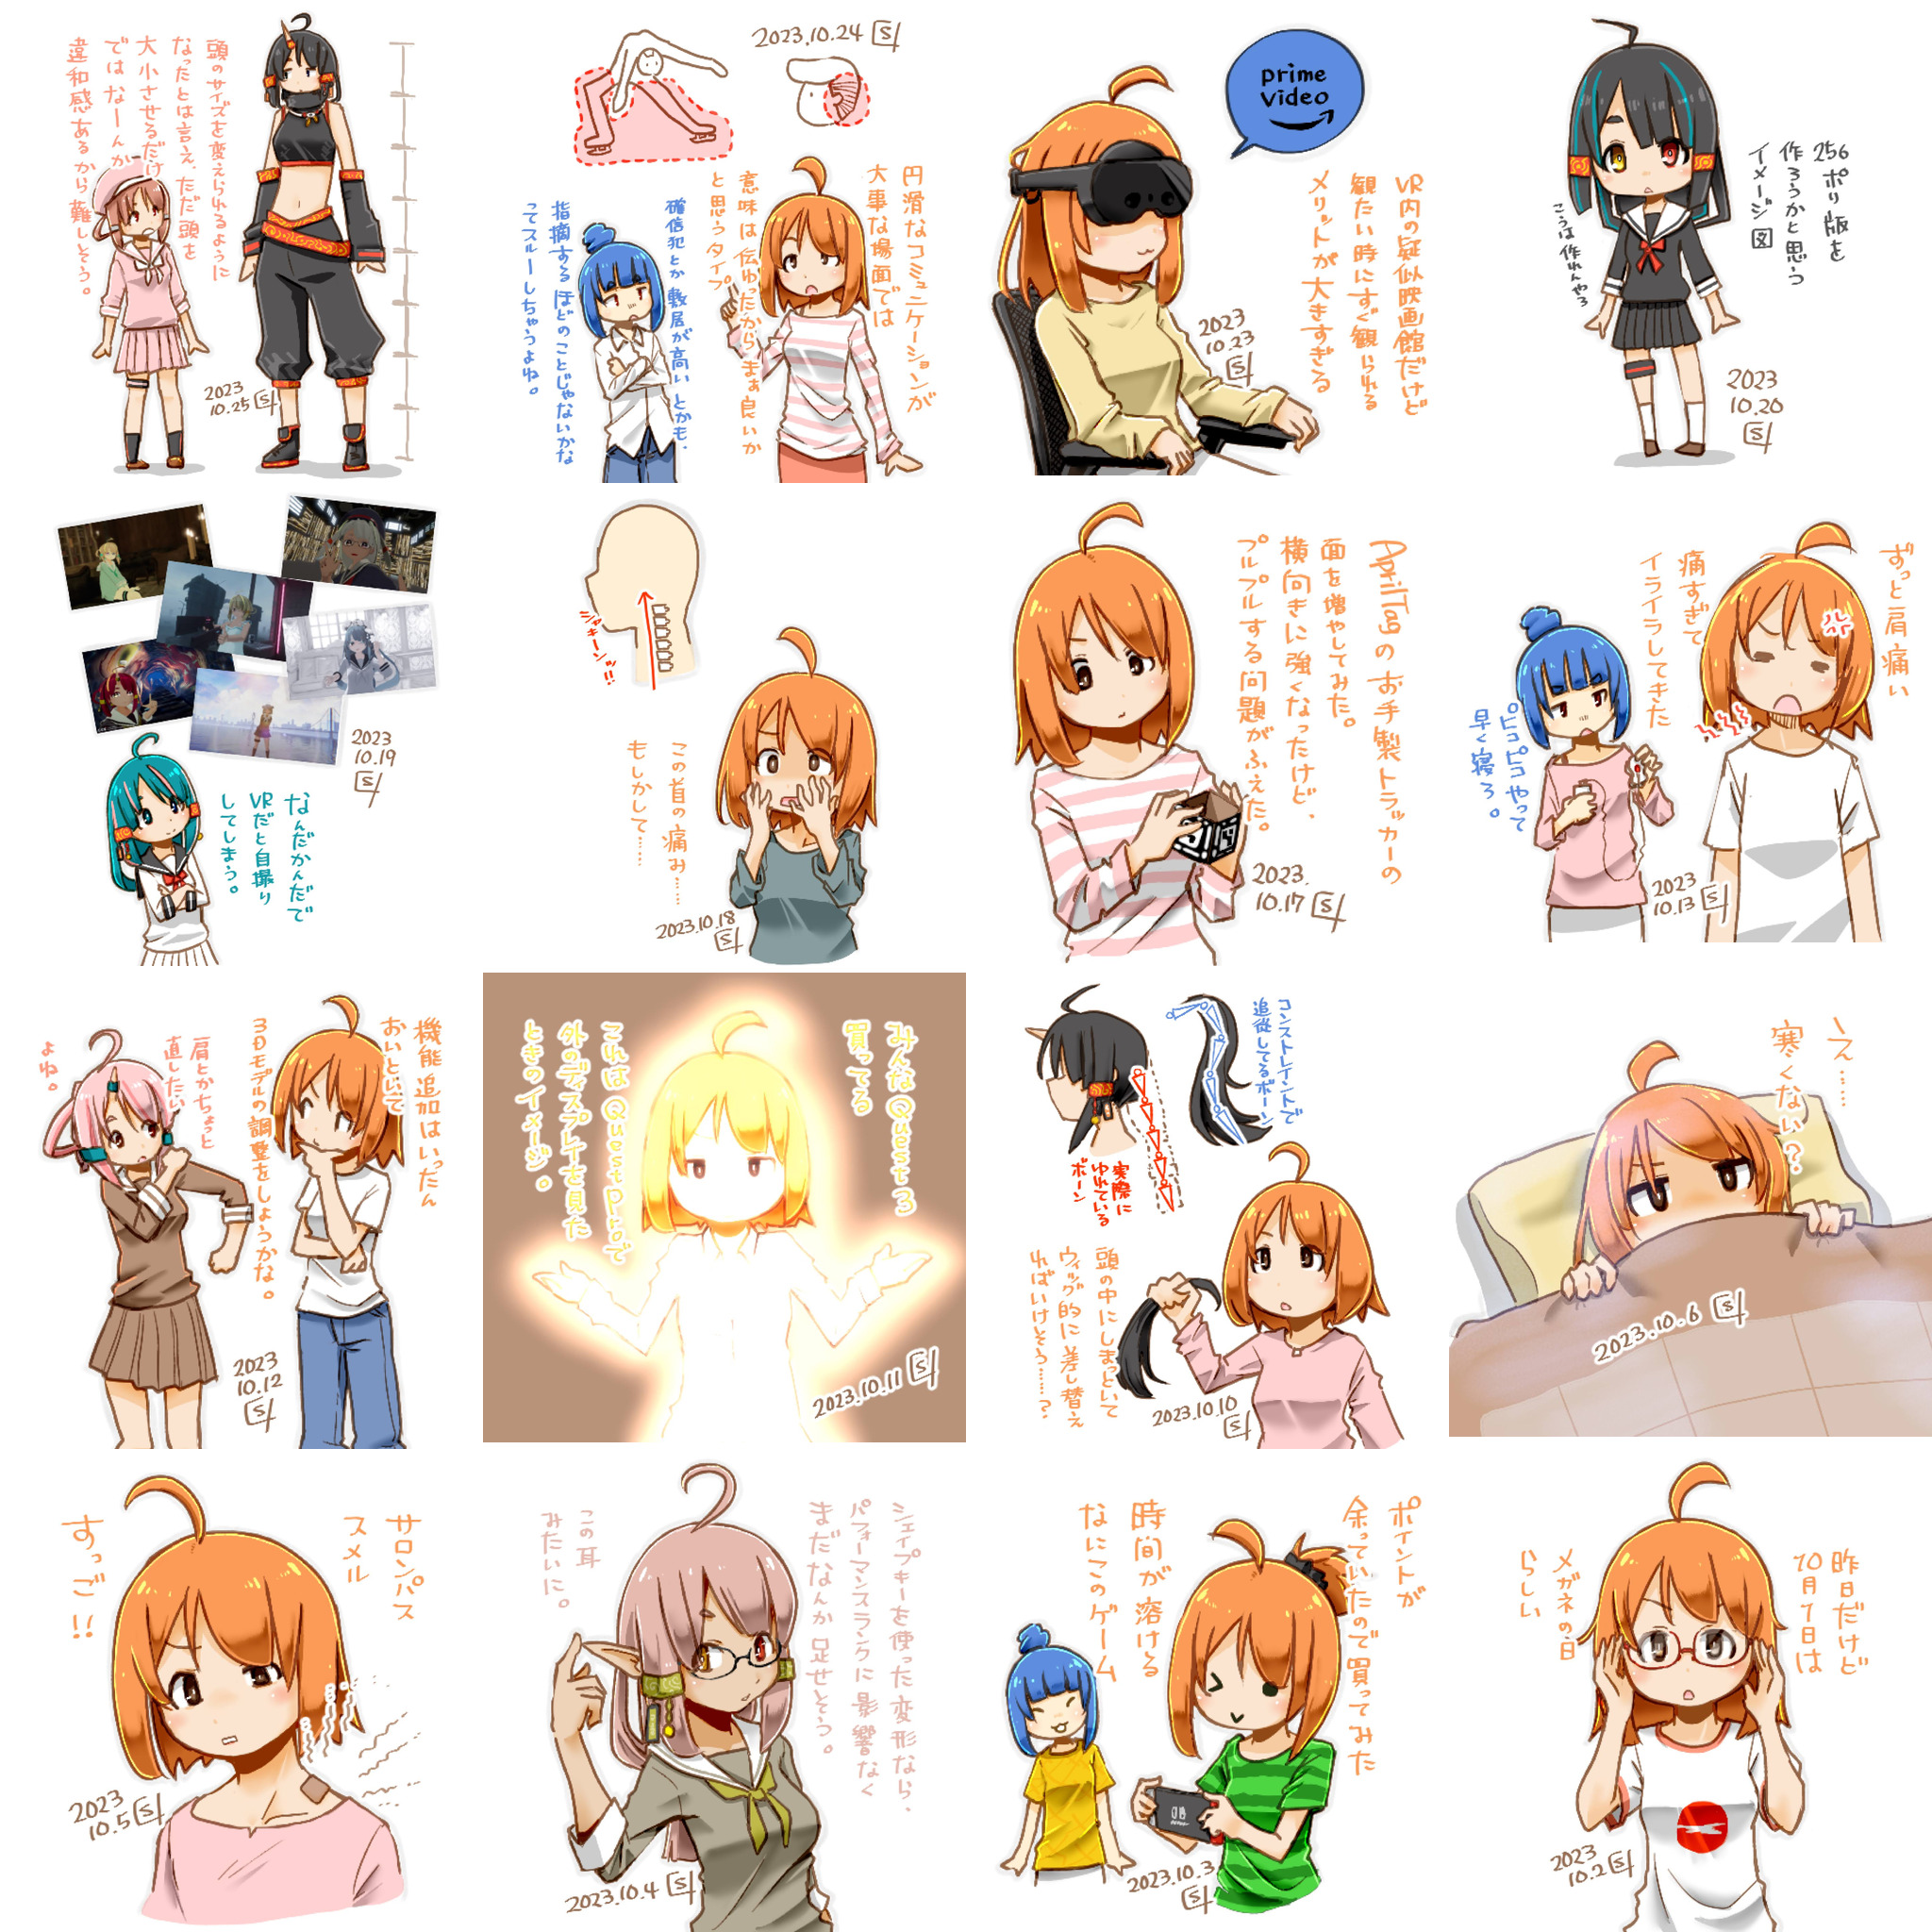 頭のサイズを変えられるように
なったとは言え、ただ頭を
大小させるだけ
ではなーんか
違和感あるから難しそう。
2023
10.25
2023.10.24
円滑なコミュニケーションが
大事な場面では
意味は伝わったからまぁ良いか
と思うタイプ
確信犯とか敷居が高いとかも、
指摘するほどのことじゃないかな
ってスルーしちゃうよね。
prime
video
VR内の疑似映画館だけど
観たい時にすぐ観られる
メリットが大きすぎる
2023
10.23
256ポリ版を
作ろうかと思う
イメージ図
こうは作れんやろ
2023
10.20
2023
10.19
なんだかんだで
VRだと自撮り
してしまう。
シャキーンッ!!
この首の痛み……
もしかして……
2023.10.18
AprilTagのお手製トラッカーの
面を増やしてみた。
横向きに強くなったけど、
プルプルする問題がふえた。
2023.
10.17
ずっと肩痛い
痛すぎて
イライラしてきた
ピコピコやって
早く寝ろ。
2023
10.13
機能追加はいったん
おいといて
3Dモデルの調整をしようかな。
肩とかちょっと
直したい
よね。
2023
10.12
みんなQuest3
買ってる
これはQuestProで
外のディスプレイを見た
ときのイメージ。
2023.10.11
コンストレイントで
追従してるボーン
実際に
ゆれている
ボーン
頭の中にしまっといて
ウィッグ的に差し替え
ればいけそう……?
2023.10.10
え……
寒くない?
2023.10.6
サロンパス
スメル
すっご!!
2023
10.5
シェイプキーを使った変形なら、
パフォーマンスランクに影響なく
まだなんか足せそう。
この耳
みたいに。
2023.10.4
ポイントが
余っていたので買ってみた
時間が溶ける
なにこのゲーム
2023.10.3
昨日だけど
10月1日は
メガネの日
らしい
2023
10.2